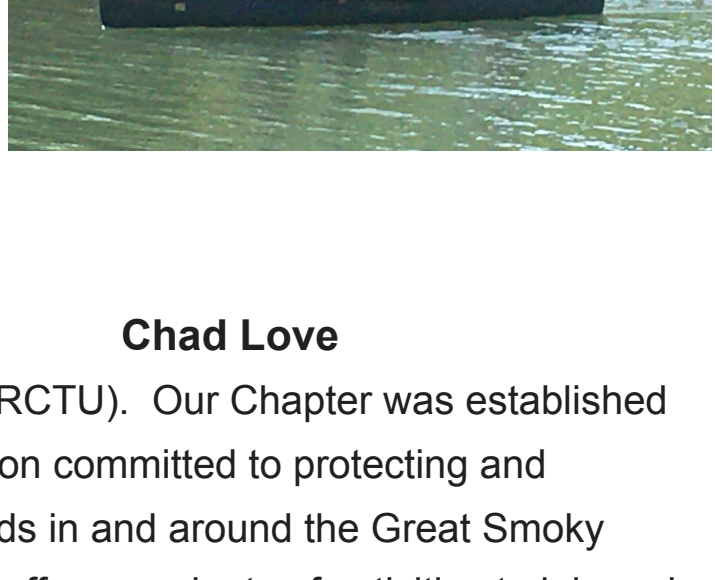 Chad Love
RCTU).  Our Chapter was established
on committed to protecting and
ds in and around the Great Smoky